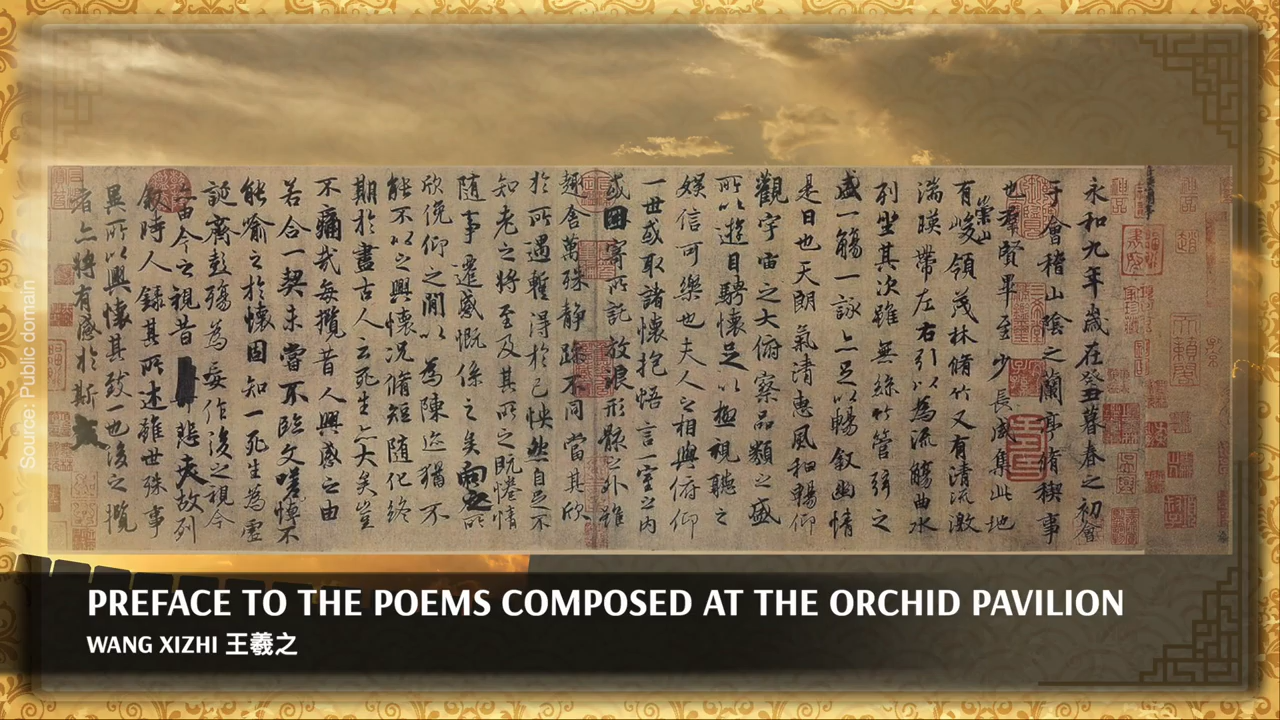 永和九年歲在癸丑暮春之初會
于會稽山陰之蘭亭脩稧事
也羣賢畢至少長咸集此地
有崇山峻領茂林脩竹又有清流激
湍暎帶左右引以為流觴曲水
列坐其次雖無絲竹管弦之
盛一觴一詠亦足以暢敘幽情
是日也天朗氣清惠風和暢仰
觀宇宙之大俯察品類之盛
所以遊目騁懷足以極視聽之
娛信可樂也夫人之相與俯仰
一世或取諸懷抱悟言一室之內
或因寄所託放浪形骸之外雖
趣舍萬殊靜躁不同當其欣
於所遇暫得於己怏然自足不
知老之將至及其所之既惓情
隨事遷感慨係之矣向之所
欣俛仰之閒以為陳迹猶不
能不以之興懷況脩短隨化終
期於盡古人云死生亦大矣豈
不痛哉每攬昔人興感之由
若合一契未嘗不臨文嗟悼不
能喻之於懷固知一死生為虛
誕齊彭殤為妄作後之視今
亦由今之視昔悲夫故列
敘時人錄其所述雖世殊事
異所以興懷其致一也後之攬
者亦將有感於斯文
Source: Public domain
PREFACE TO THE POEMS COMPOSED AT THE ORCHID PAVILION
WANG XIZHI 王羲之